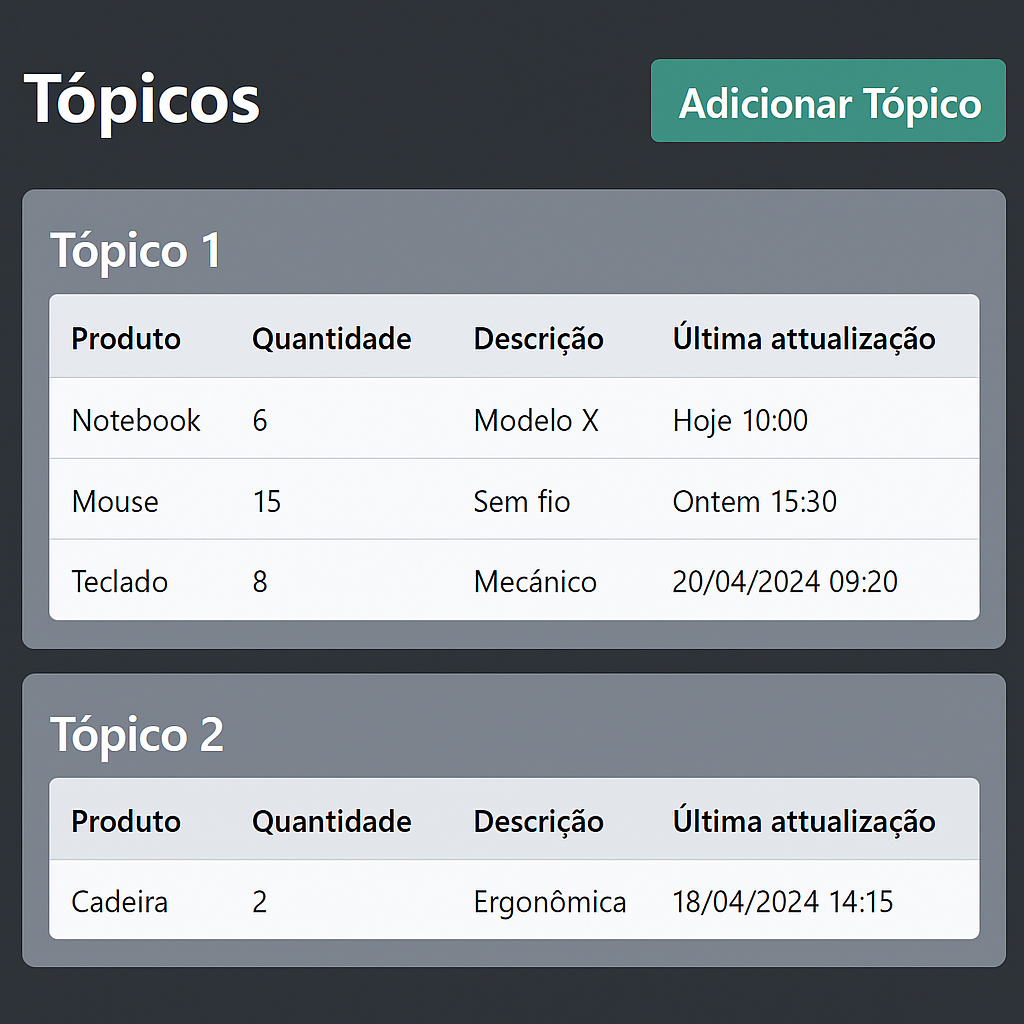 Tópicos
Adicionar Tópico
Tópico 1
Produto Quantidade Descrição Última attualização
Notebook 6 Modelo X Hoje 10:00
Mouse 15 Sem fio Ontem 15:30
Teclado 8 Mecánico 20/04/2024 09:20
Tópico 2
Produto Quantidade Descrição Última attualização
Cadeira 2 Ergonômica 18/04/2024 14:15